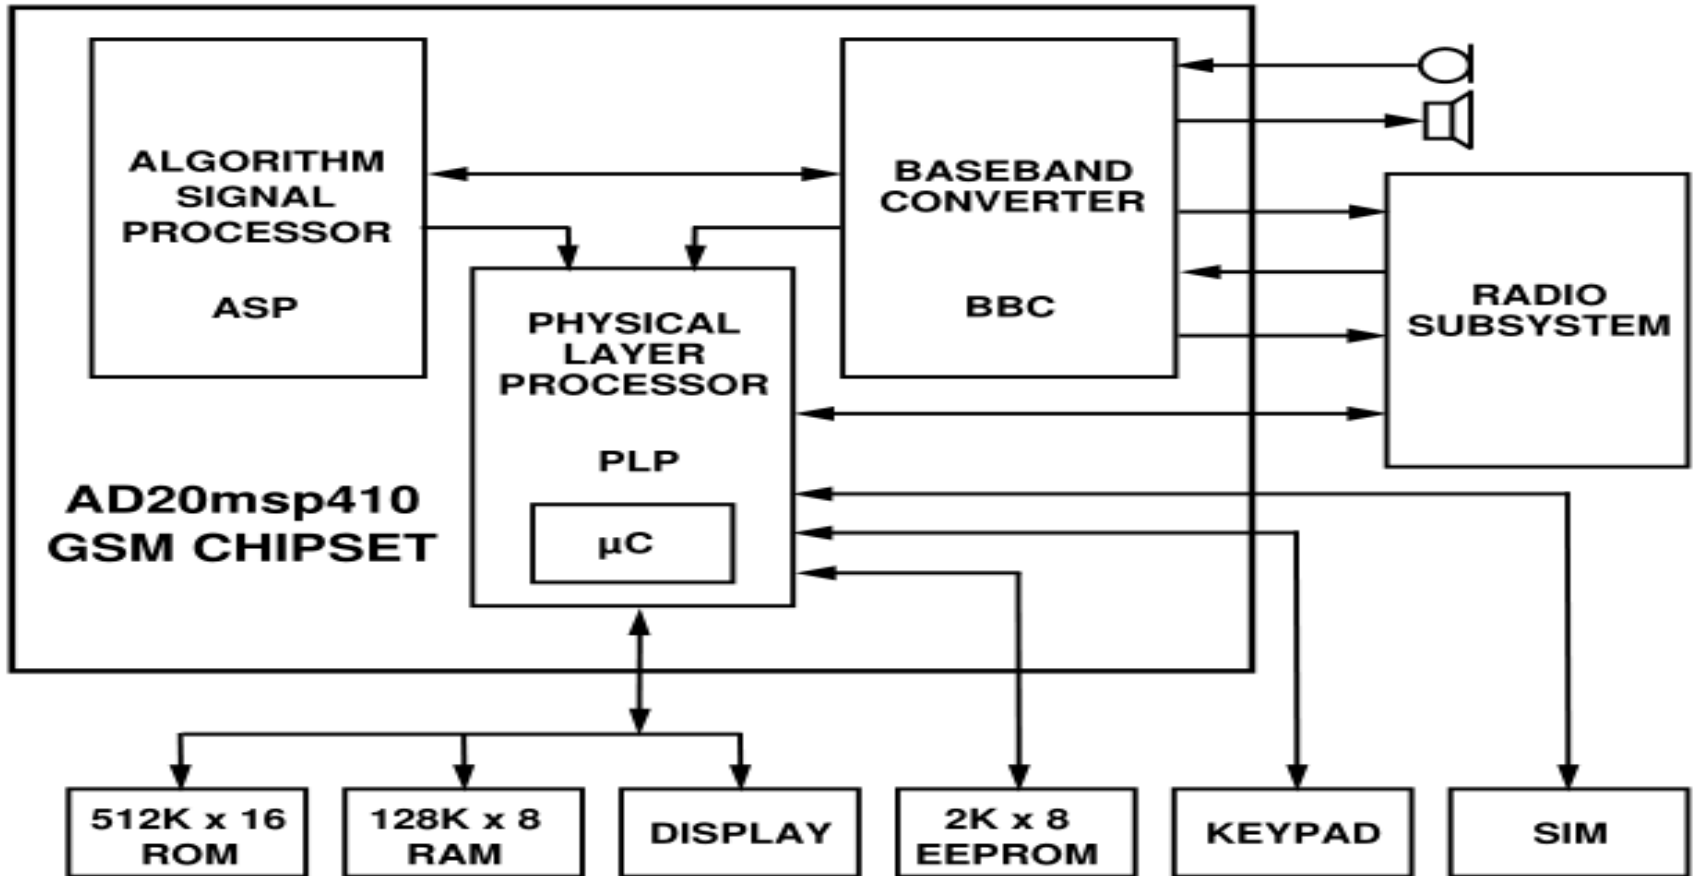 ALGORITHM
SIGNAL
PROCESSOR
ASP
BASEBAND
CONVERTER
BBC
RADIO
SUBSYSTEM
PHYSICAL
LAYER
PROCESSOR
PLP
µC
AD20msp410
GSM CHIPSET
512K x 16
ROM
128K x 8
RAM
DISPLAY
2K x 8
EEPROM
KEYPAD
SIM